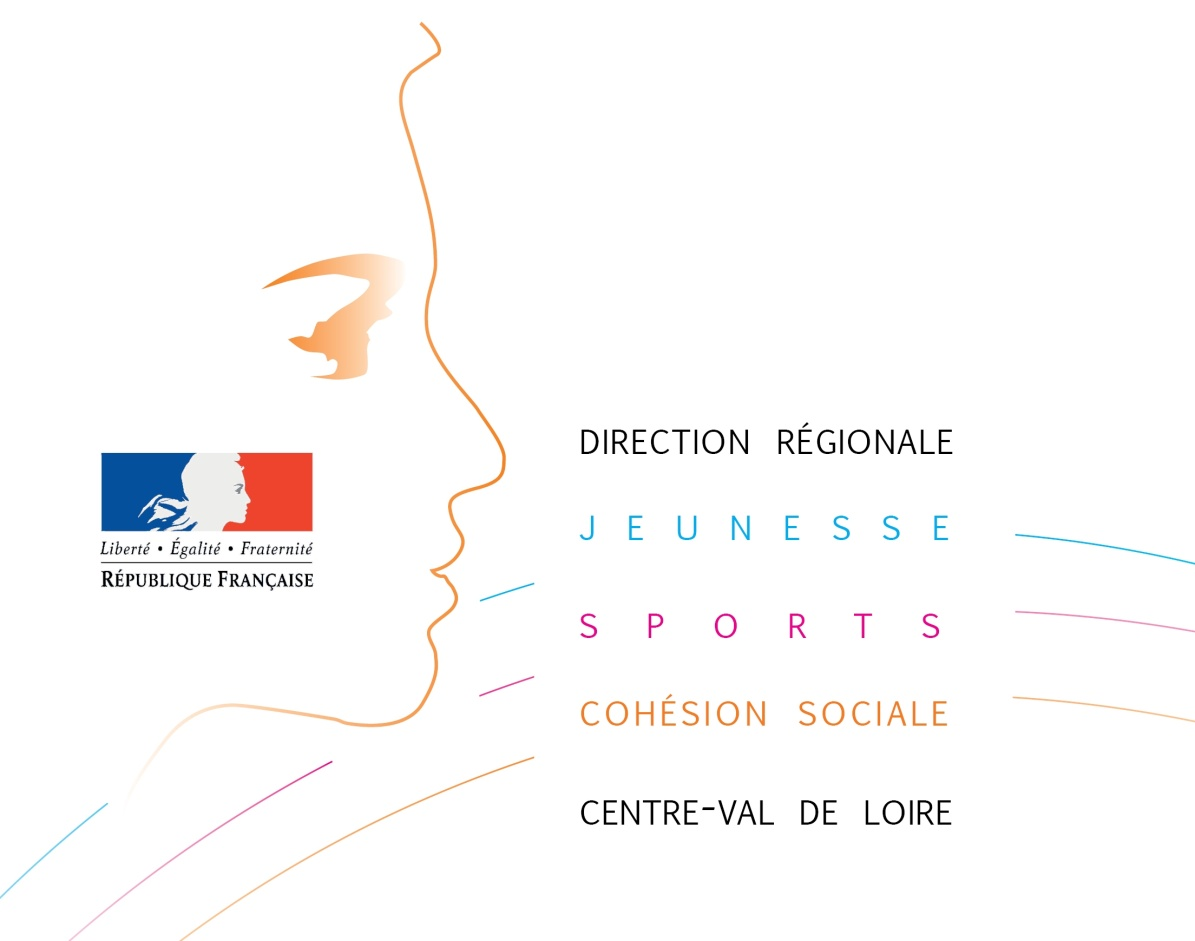 Liberté • Égalité • Fraternité
RÉPUBLIQUE FRANÇAISE
DIRECTION RÉGIONALE
JEUNESSE
SPORTS
COHÉSION SOCIALE
CENTRE-VAL DE LOIRE